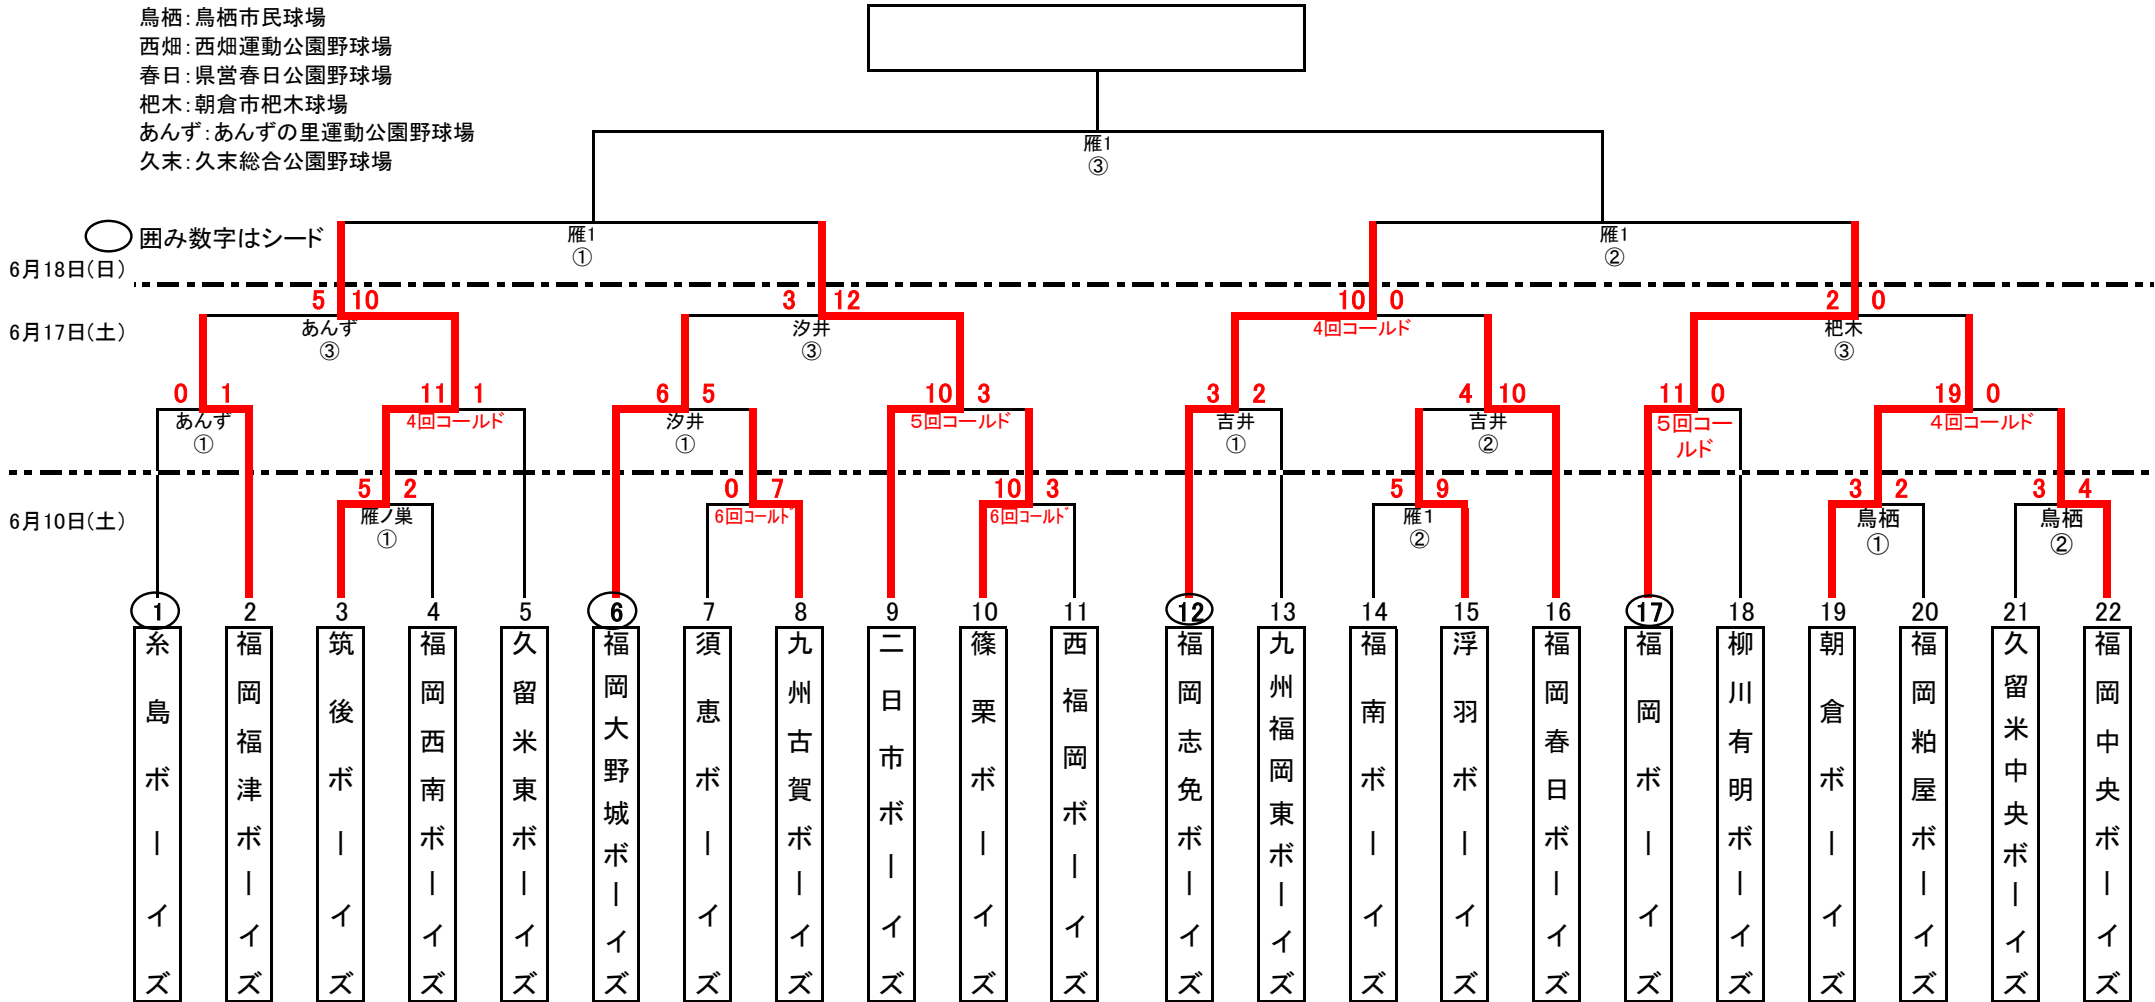 鳥栖:鳥栖市民球場
西畑:西畑運動公園野球場
春日:県営春日公園野球場
杷木:朝倉市杷木球場
あんず:あんずの里運動公園野球場
久末:久末総合公園野球場
雁1
③
囲み数字はシード
雁1
①
雁1
②
6月18日(日)
5 10
3 12
10 0
2 0
6月17日(土)
あんず
③
汐井
③
4回コールド
杷木
③
0 1
11 1
6 5
10 3
3 2
4 10
11 0
19 0
あんず
①
4回コールド
汐井
①
5回コールド
吉井
①
吉井
②
5回コー
ルド
4回コールド
5 2
0 7
10 3
5 9
3 2
3 4
6月10日(土)
雁ノ巣
①
6回コールド
6回コールド
雁1
②
鳥栖
①
鳥栖
②
1 2 3 4 5 6 7 8 9 10 11 12 13 14 15 16 17 18 19 20 21 22
糸島ボーイズ
福岡福津ボーイズ
筑後ボーイズ
福岡西南ボーイズ
久留米東ボーイズ
福岡大野城ボーイズ
須恵ボーイズ
九州古賀ボーイズ
二日市ボーイズ
篠栗ボーイズ
西福岡ボーイズ
福岡志免ボーイズ
九州福岡東ボーイズ
福南ボーイズ
浮羽ボーイズ
福岡春日ボーイズ
福岡ボーイズ
柳川有明ボーイズ
朝倉ボーイズ
福岡粕屋ボーイズ
久留米中央ボーイズ
福岡中央ボーイズ